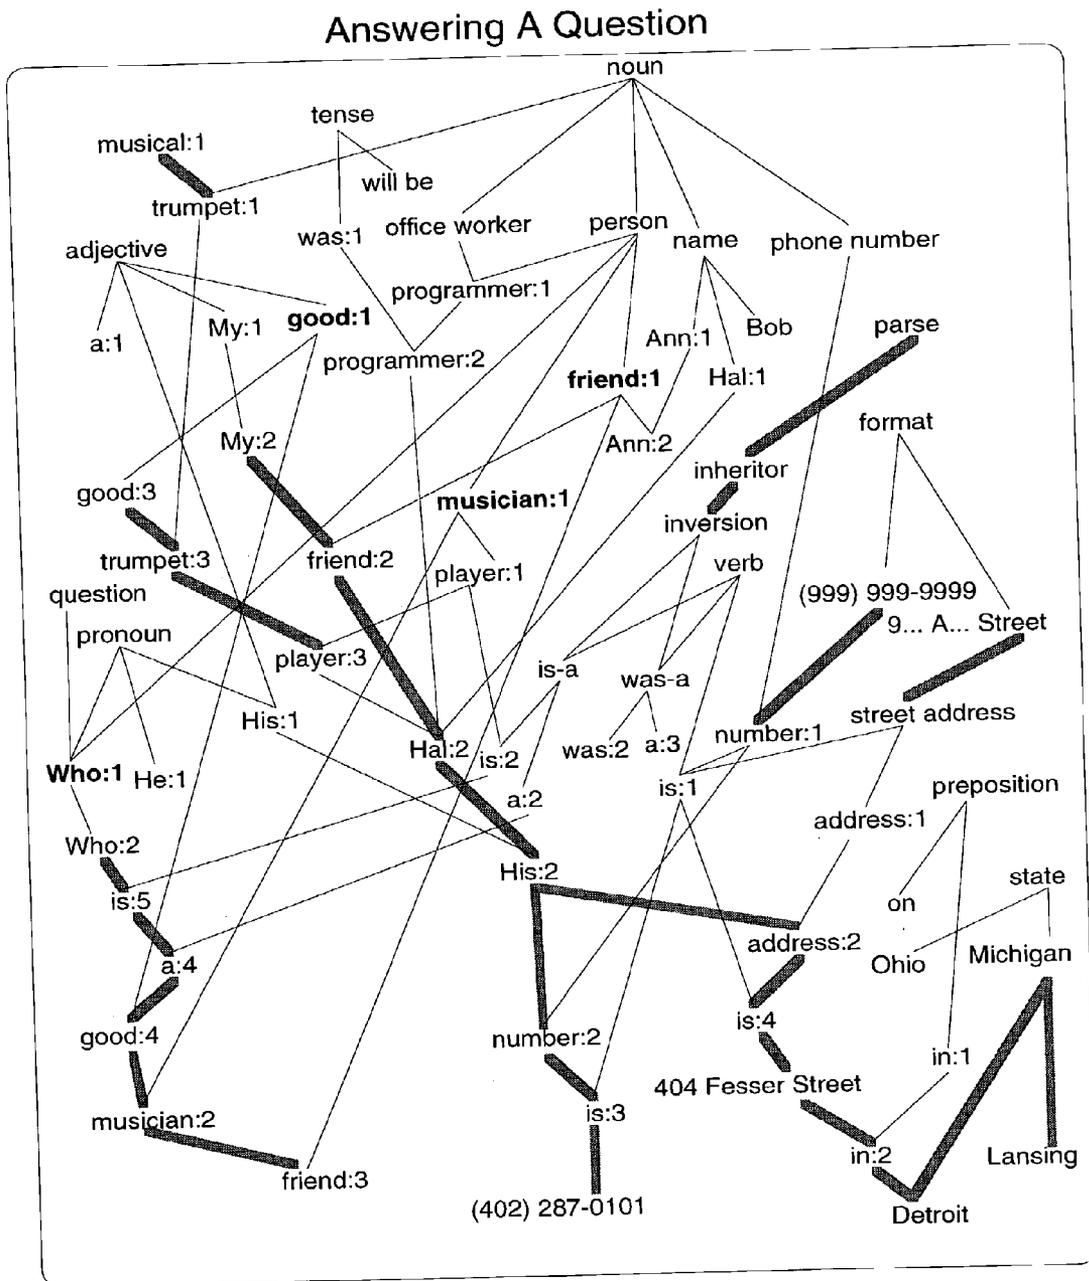 Answering A Question
noun
tense
musical:1
will be
trumpet:1
office worker
person
was:1
name
phone number
adjective
programmer:1
good:1
My:1
a:1
parse
Bob
Ann:1
programmer:2
friend:1
Hal:1
format
My:2
Ann:2
inheritor
good:3
musician:1
inversion
trumpet:3
friend:2
verb
player:1
question
(999) 999-9999
9... A... Street
pronoun
player:3
is-a
was-a
street address
His:1
number:1
Hal:2
is:2
was:2
a:3
Who:1
He:1
is:1
preposition
a:2
address:1
Who:2
His:2
state
is:5
on
address:2
Michigan
a:4
Ohio
is:4
good:4
number:2
in:1
404 Fesser Street
musician:2
is:3
in:2
Lansing
friend:3
(402) 287-0101
Detroit